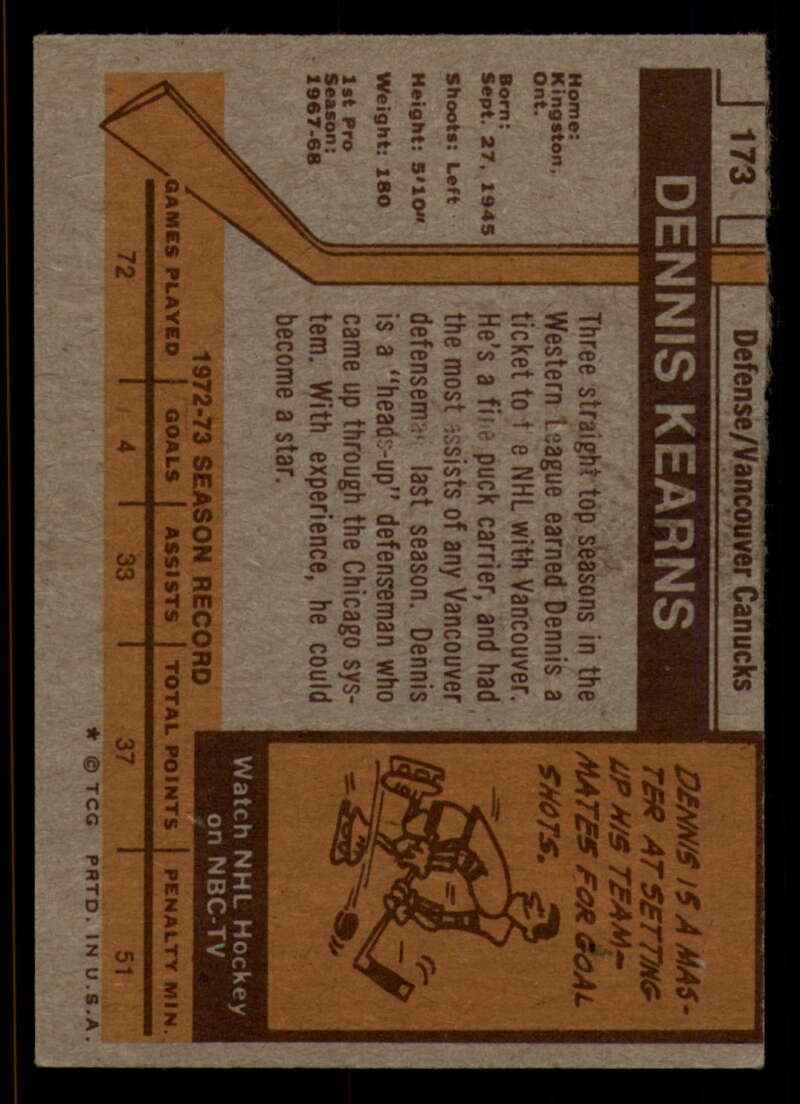 173
Defense/Vancouver Canucks
DENNIS KEARNS
Home:
Kingston,
Ont.
Born:
Sept. 27, 1945
Shoots: Left
Height: 5'10"
Weight: 180
1st Pro
Season:
1967-68
Three straight top seasons in the
Western League earned Dennis a
ticket to t e NHL with Vancouver.
He's a fine puck carrier, and had
the most assists of any Vancouver
defenseman last season. Dennis
is a "heads-up" defenseman who
came up through the Chicago sys-
tem. With experience, he could
become a star.
DENNIS IS A MAS-
TER AT SETTING
UP HIS TEAM-
MATES FOR GOAL
SHOTS.
Watch NHL Hockey
on NBC-TV
1972-73 SEASON RECORD
GAMES PLAYED GOALS ASSISTS TOTAL POINTS PENALTY MIN.
72 4 33 37 51
* © TCG PRTD. IN U.S.A.